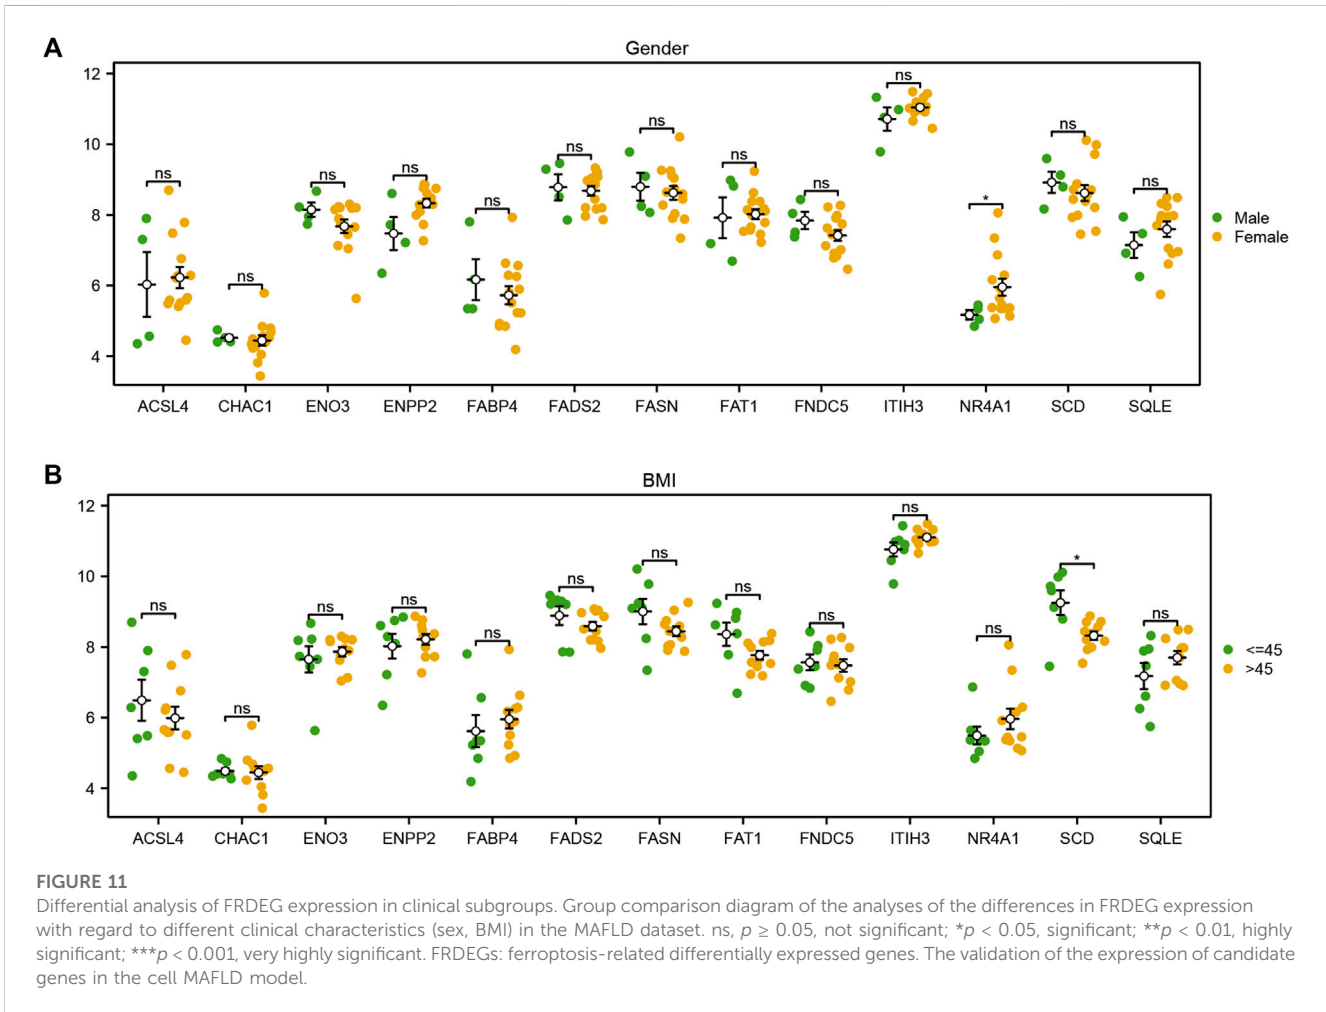 A
Gender
12
10
8
6
4
ns ns ns ns ns ns ns ns ns ns * ns ns
ACSL4 CHAC1 ENO3 ENPP2 FABP4 FADS2 FASN FAT1 FNDC5 ITIH3 NR4A1 SCD SQLE
Male
Female
B
BMI
12
10
8
6
4
ns ns ns ns ns ns ns ns ns ns ns * ns
ACSL4 CHAC1 ENO3 ENPP2 FABP4 FADS2 FASN FAT1 FNDC5 ITIH3 NR4A1 SCD SQLE
<=45
>45
FIGURE 11
Differential analysis of FRDEG expression in clinical subgroups. Group comparison diagram of the analyses of the differences in FRDEG expression
with regard to different clinical characteristics (sex, BMI) in the MAFLD dataset. ns, p ≥ 0.05, not significant; *p < 0.05, significant; **p < 0.01, highly
significant; ***p < 0.001, very highly significant. FRDEGs: ferroptosis-related differentially expressed genes. The validation of the expression of candidate
genes in the cell MAFLD model.